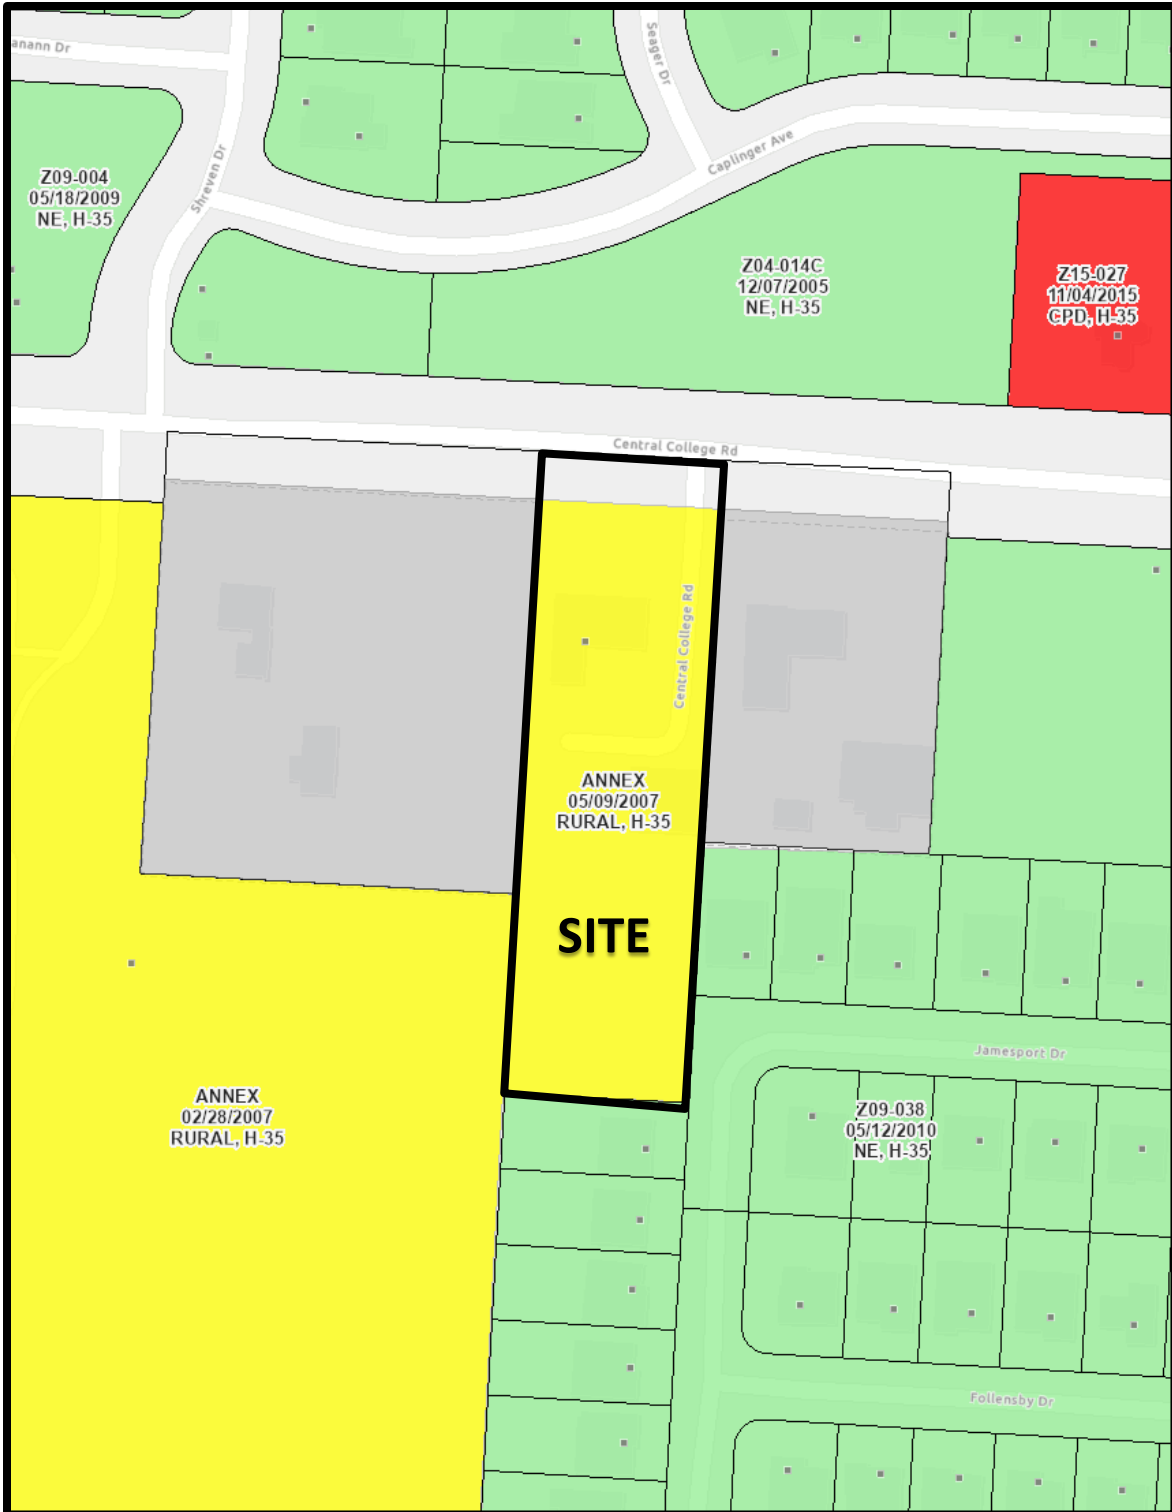 anann Dr
Seager Dr
Caplinger Ave
Shreven Dr
Z09-004
05/18/2009
NE, H-35
Z04-014C
12/07/2005
NE, H-35
Z15-027
11/04/2015
CPD, H-35
Central College Rd
Central College Rd
ANNEX
05/09/2007
RURAL, H-35
SITE
Jamesport Dr
ANNEX
02/28/2007
RURAL, H-35
Z09-038
05/12/2010
NE, H-35
Follensby Dr